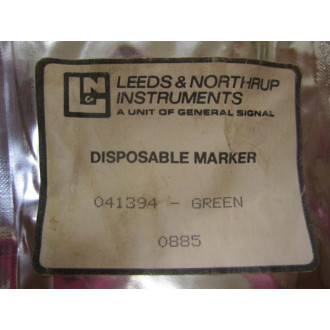 LEEDS & NORTHRUP
INSTRUMENTS
A UNIT OF GENERAL SIGNAL
DISPOSABLE MARKER
041394 - GREEN
0885